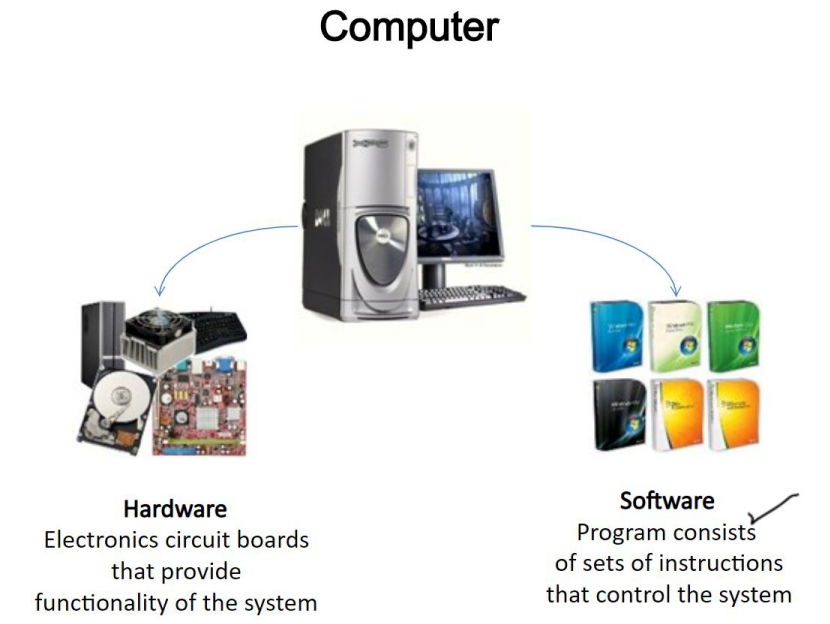 Computer
Hardware
Electronics circuit boards
that provide
functionality of the system
Software
Program consists
of sets of instructions
that control the system